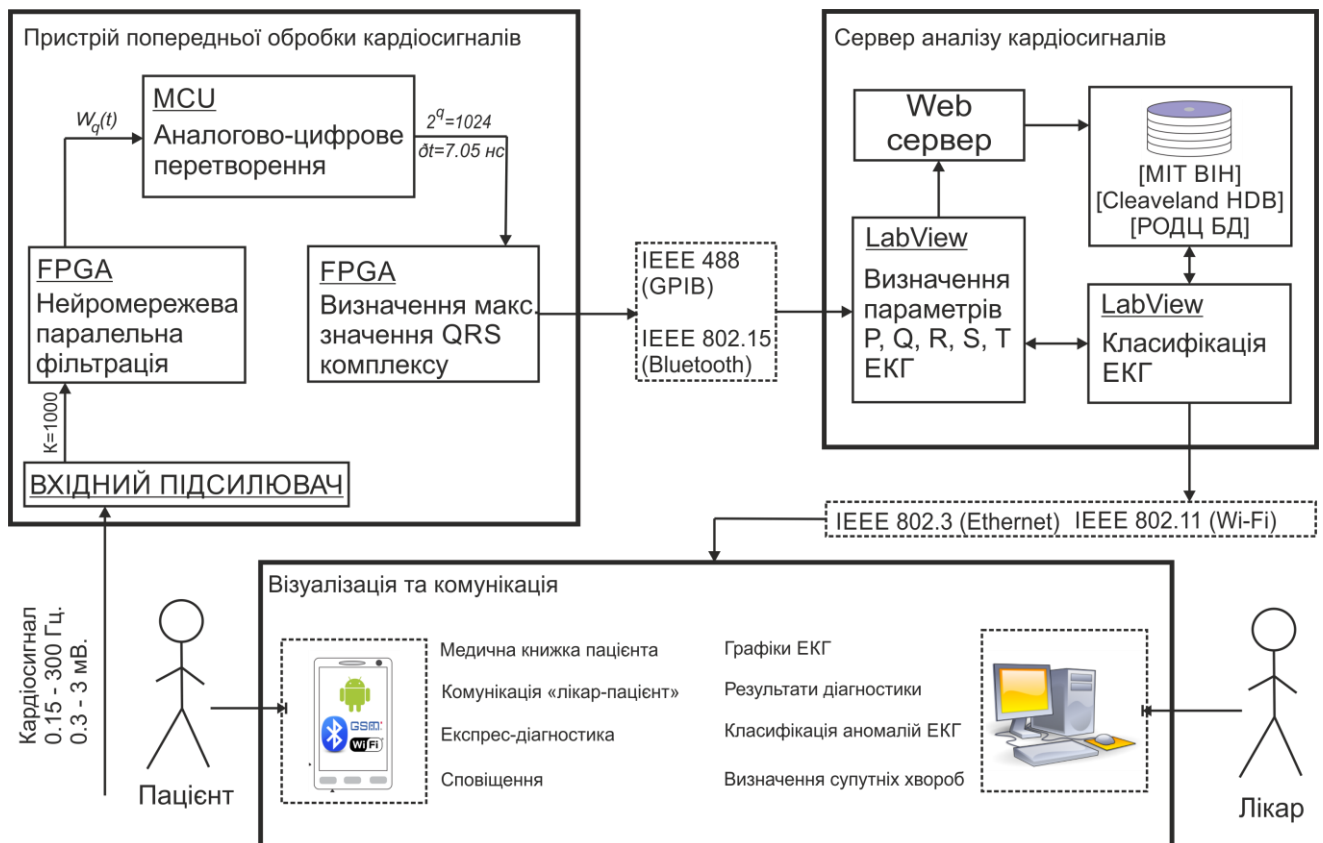 Пристрій попередньої обробки кардіосигналів
MCU
Аналогово-цифрове
перетворення
W_q(t)
2^q=1024
∂t=7.05 нс
FPGA
Нейромережева
паралельна
фільтрація
FPGA
Визначення макс.
значення QRS
комплексу
К=1000
ВХІДНИЙ ПІДСИЛЮВАЧ
IEEE 488
(GPIB)
IEEE 802.15
(Bluetooth)
Сервер аналізу кардіосигналів
Web
сервер
[MIT BIH]
[Cleaveland HDB]
[РОДЦ БД]
LabView
Визначення
параметрів
P, Q, R, S, T
ЕКГ
LabView
Класифікація
ЕКГ
IEEE 802.3 (Ethernet) IEEE 802.11 (Wi-Fi)
Кардіосигнал
0.15 - 300 Гц.
0.3 - 3 мВ.
Пацієнт
Візуалізація та комунікація
GSM
WiFi
Медична книжка пацієнта
Комунікація «лікар-пацієнт»
Експрес-діагностика
Сповіщення
Графіки ЕКГ
Результати діагностики
Класифікація аномалій ЕКГ
Визначення супутніх хвороб
Лікар